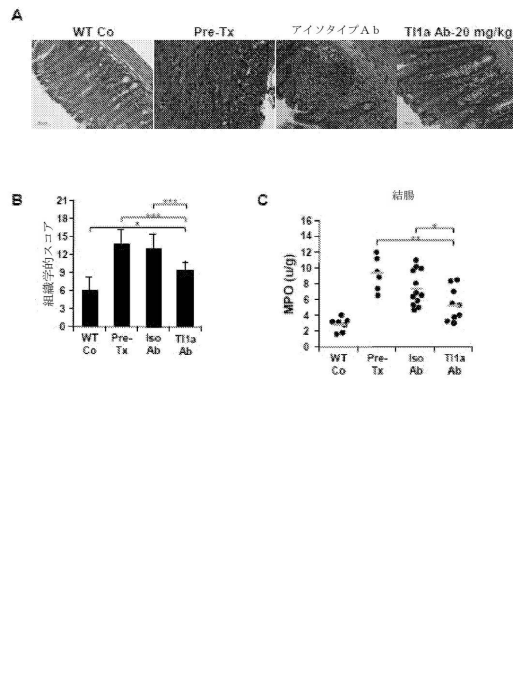 A
WT Co Pre-Tx アイソタイプAb Tl1a Ab-20 mg/kg
B
組織学的スコア
21
18
15
12
9
6
3
0
***
***
*
WT Co
Pre-Tx
Iso Ab
Tl1a Ab
C
結腸
MPO (u/g)
16
14
12
10
8
6
4
2
0
*
**
WT Co
Pre-Tx
Iso Ab
Tl1a Ab